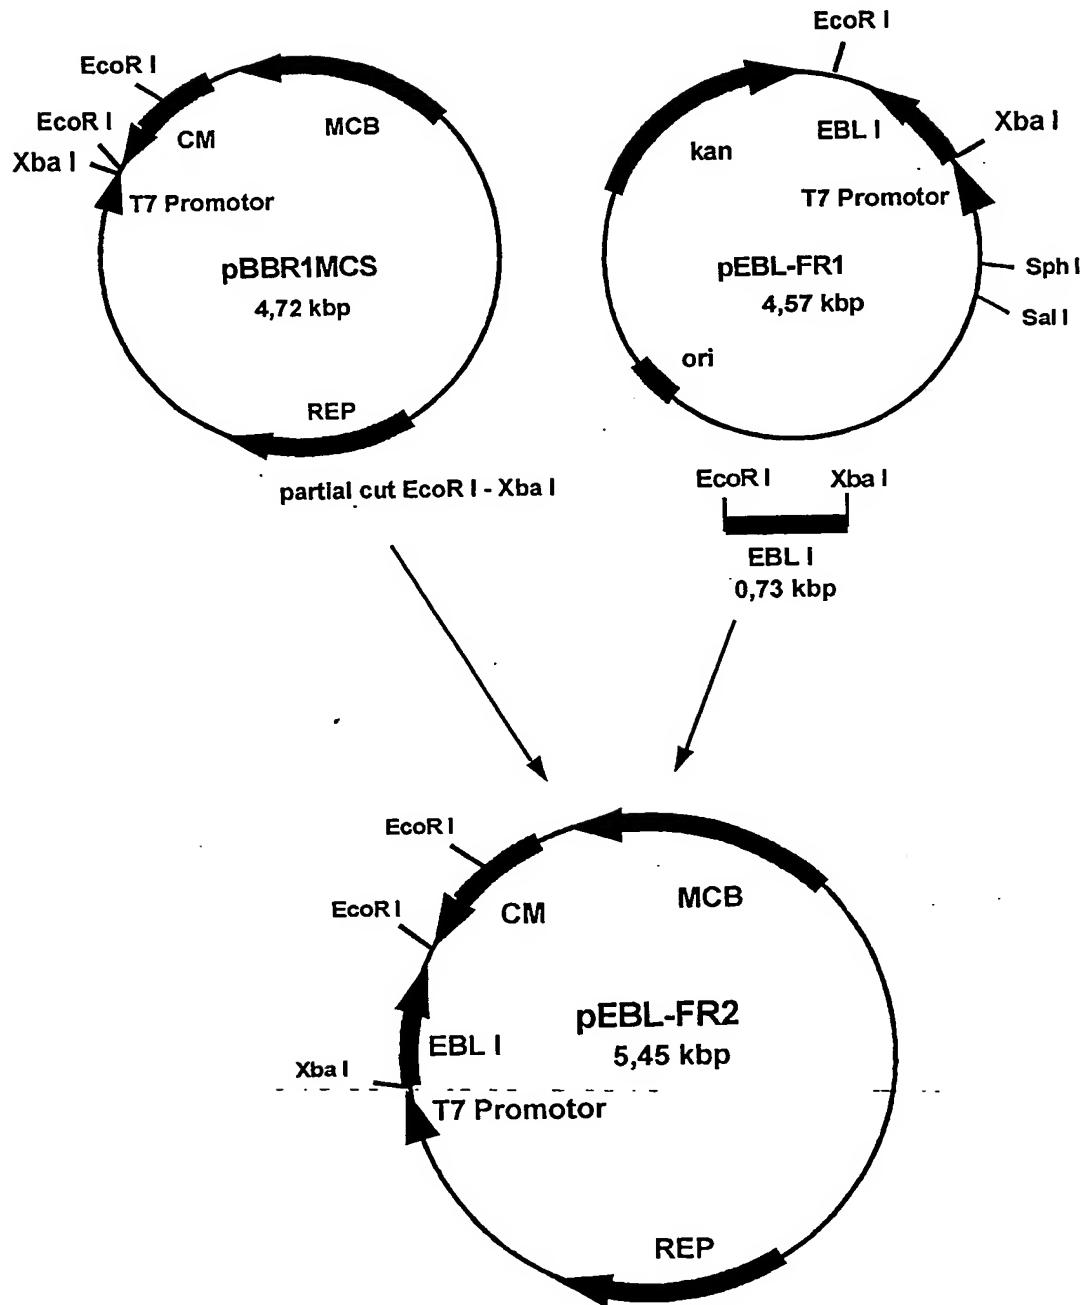 EcoR I
EcoR I
Xba I
CM
MCB
T7 Promotor
pBBR1MCS
4,72 kbp
REP
partial cut EcoR I - Xba I
EcoR I
EBL I
Xba I
kan
T7 Promotor
pEBL-FR1
4,57 kbp
Sph I
Sal I
ori
EcoR I
Xba I
EBL I
0,73 kbp
EcoR I
EcoR I
CM
MCB
pEBL-FR2
5,45 kbp
EBL I
Xba I
T7 Promotor
REP